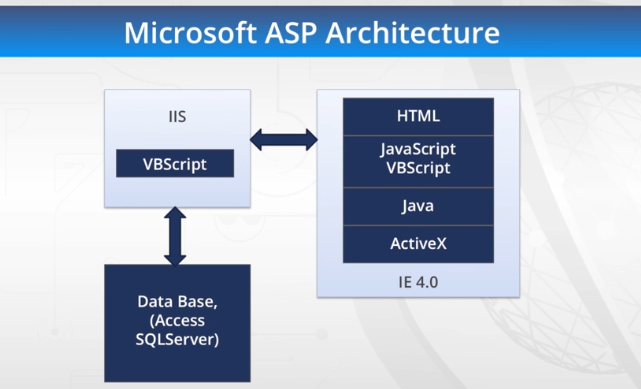 Microsoft ASP Architecture
IIS
VBScript
Data Base,
(Access
SQLServer)
HTML
JavaScript
VBScript
Java
ActiveX
IE 4.0